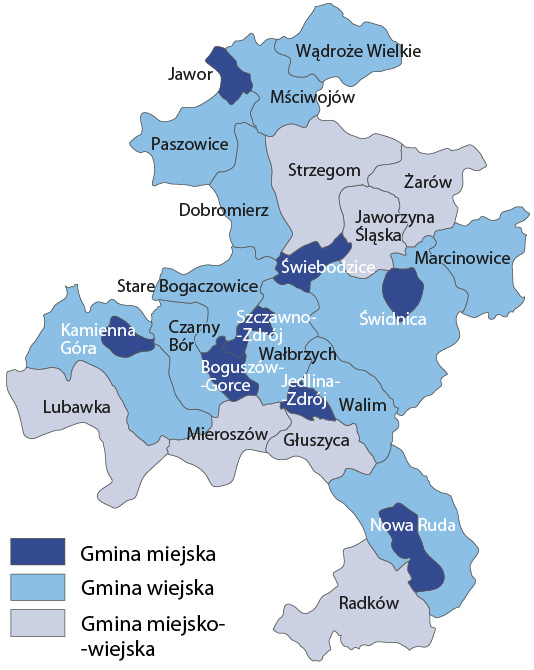 Wądroże Wielkie
Jawor
Mściwojów
Paszowice
Strzegom
Żarów
Dobromierz
Jaworzyna
Śląska
Marcinowice
Świebodzice
Stare Bogaczowice
Szczawno-
-Zdrój
Świdnica
Kamienna
Góra
Czarny
Bór
Wałbrzych
Boguszów-
-Gorce
Jedlina-
-Zdrój
Walim
Lubawka
Mieroszów
Głuszyca
Nowa Ruda
Radków
Gmina miejska
Gmina wiejska
Gmina miejsko-
-wiejska